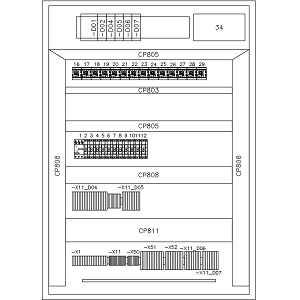 -D01
-D02
-D04
-D05
-D06
-D07
34
CP805
16 17 18 19 20 21 22 23 24 25 26 27 28 29
CP803
CP805
1 2 3 4 5 6 7 8 9 10 11 12
CP808
CP808
CP808
-X11_D04 -X11_D05
CP811
-X1 -X11 -X50 -X51 -X52 -X11_D06
-X11_D07